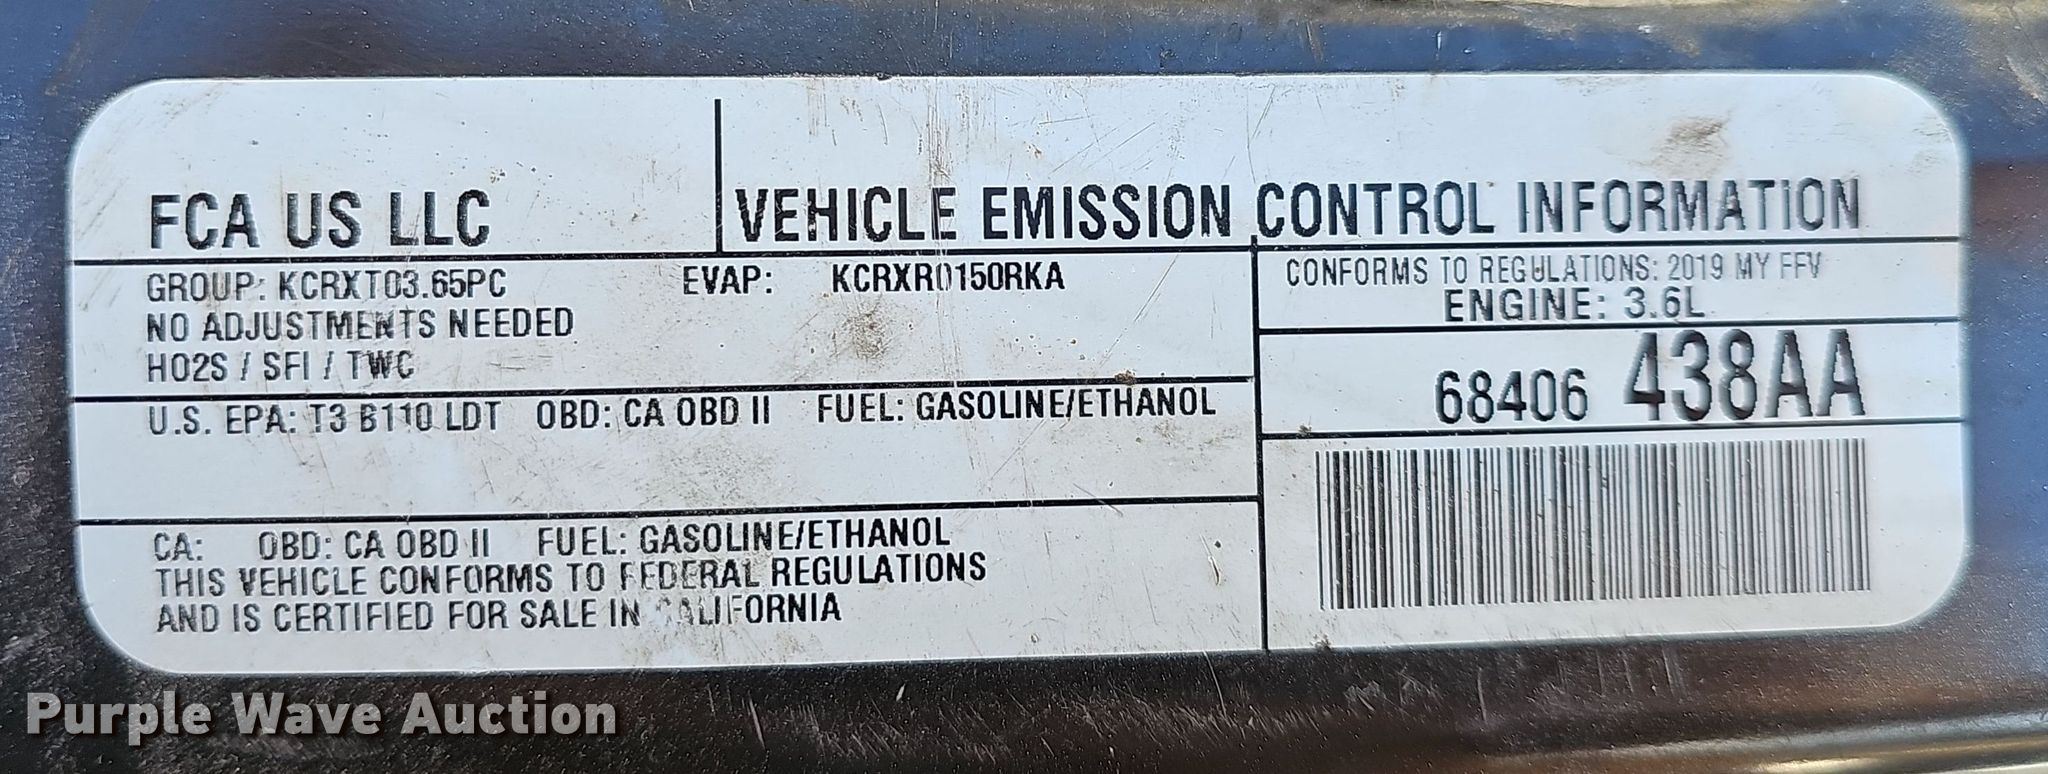 FCA US LLC
VEHICLE EMISSION CONTROL INFORMATION
GROUP: KCRXT03.65PC EVAP: KCRXR0150RKA
NO ADJUSTMENTS NEEDED
HO2S / SFI / TWC
CONFORMS TO REGULATIONS: 2019 MY FFV
ENGINE: 3.6L
68406 438AA
U.S. EPA: T3 B110 LDT OBD: CA OBD II FUEL: GASOLINE/ETHANOL
CA: OBD: CA OBD II FUEL: GASOLINE/ETHANOL
THIS VEHICLE CONFORMS TO FEDERAL REGULATIONS
AND IS CERTIFIED FOR SALE IN CALIFORNIA
Purple Wave Auction